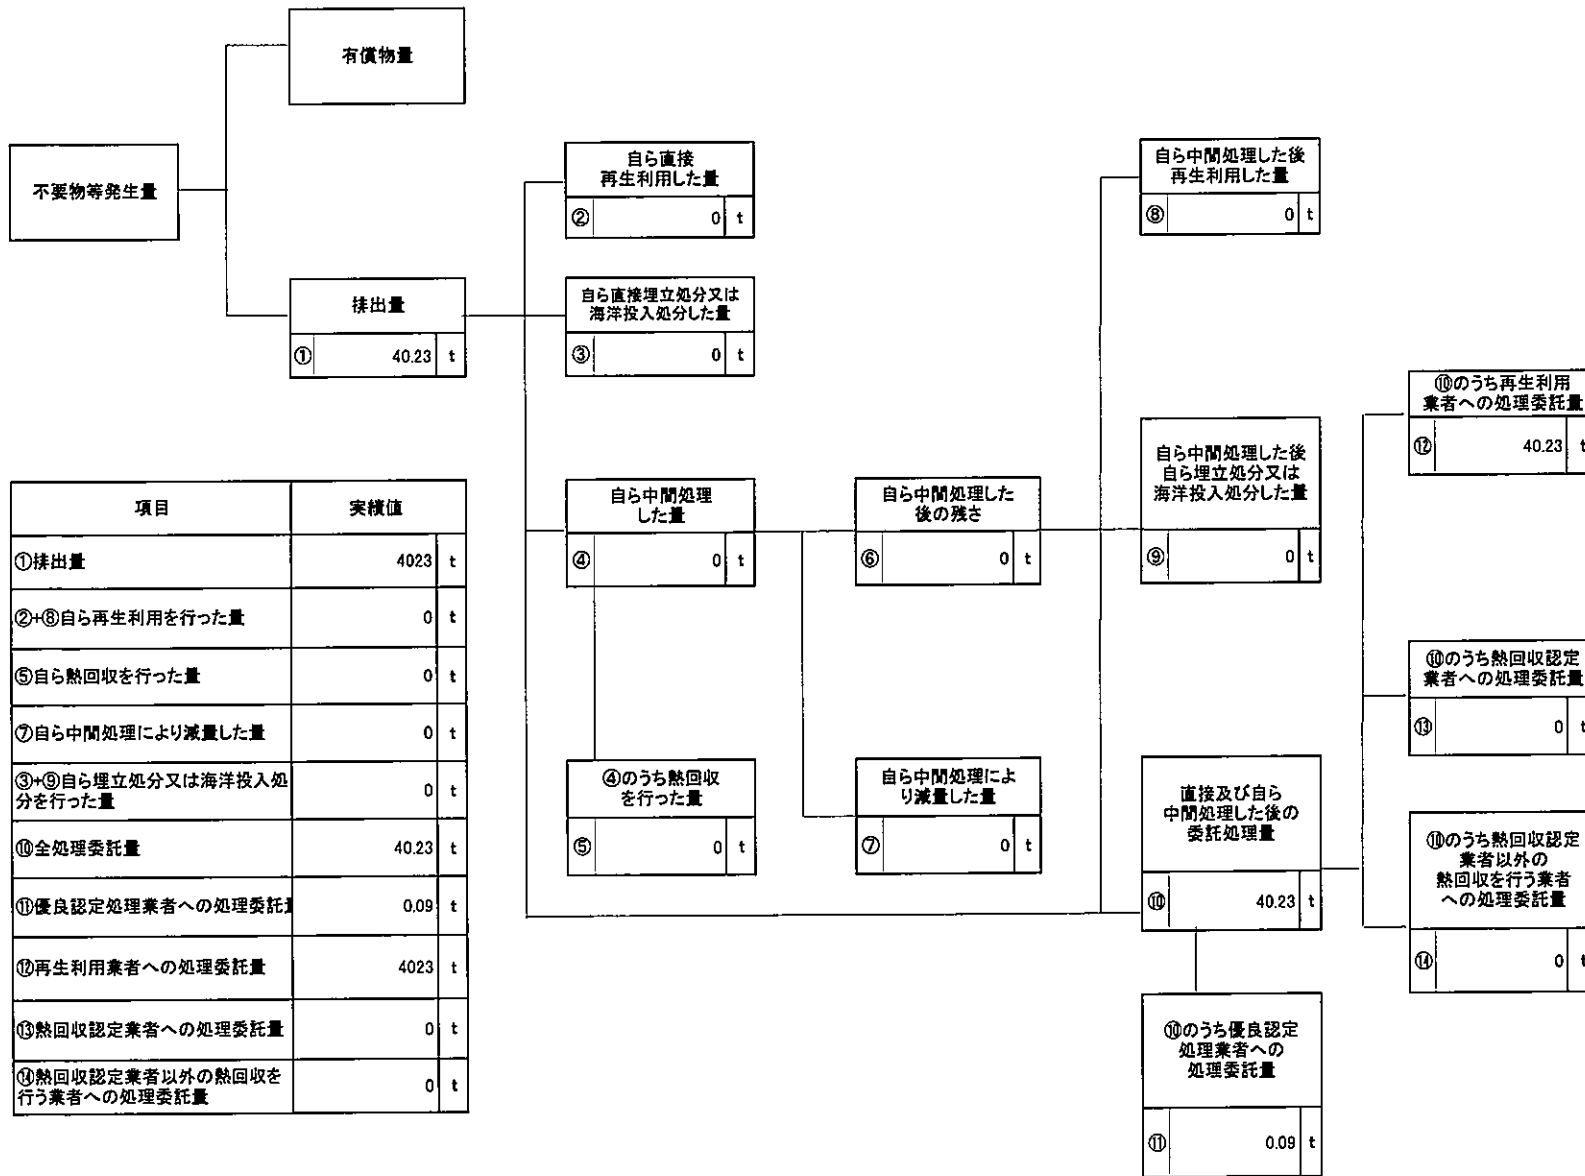 有償物量
不要物等発生量
排出量
① 40.23 t
自ら直接
再生利用した量
② 0 t
自ら直接埋立処分又は
海洋投入処分した量
③ 0 t
自ら中間処理
した量
④ 0 t
④のうち熱回収
を行った量
⑤ 0 t
自ら中間処理した
後の残さ
⑥ 0 t
自ら中間処理によ
り減量した量
⑦ 0 t
自ら中間処理した後
再生利用した量
⑧ 0 t
自ら中間処理した後
自ら埋立処分又は
海洋投入処分した量
⑨ 0 t
直接及び自ら
中間処理した後の
委託処理量
⑩ 40.23 t
⑩のうち優良認定
処理業者への
処理委託量
⑪ 0.09 t
⑩のうち再生利用
業者への処理委託量
⑫ 40.23 t
⑩のうち熱回収認定
業者への処理委託量
⑬ 0 t
⑩のうち熱回収認定
業者以外の
熱回収を行う業者
への処理委託量
⑭ 0 t
項目 実績値
①排出量 4023 t
②+⑧自ら再生利用を行った量 0 t
⑤自ら熱回収を行った量 0 t
⑦自ら中間処理により減量した量 0 t
③+⑨自ら埋立処分又は海洋投入処
分を行った量 0 t
⑩全処理委託量 40.23 t
⑪優良認定処理業者への処理委託量 0.09 t
⑫再生利用業者への処理委託量 4023 t
⑬熱回収認定業者への処理委託量 0 t
⑭熱回収認定業者以外の熱回収を
行う業者への処理委託量 0 t